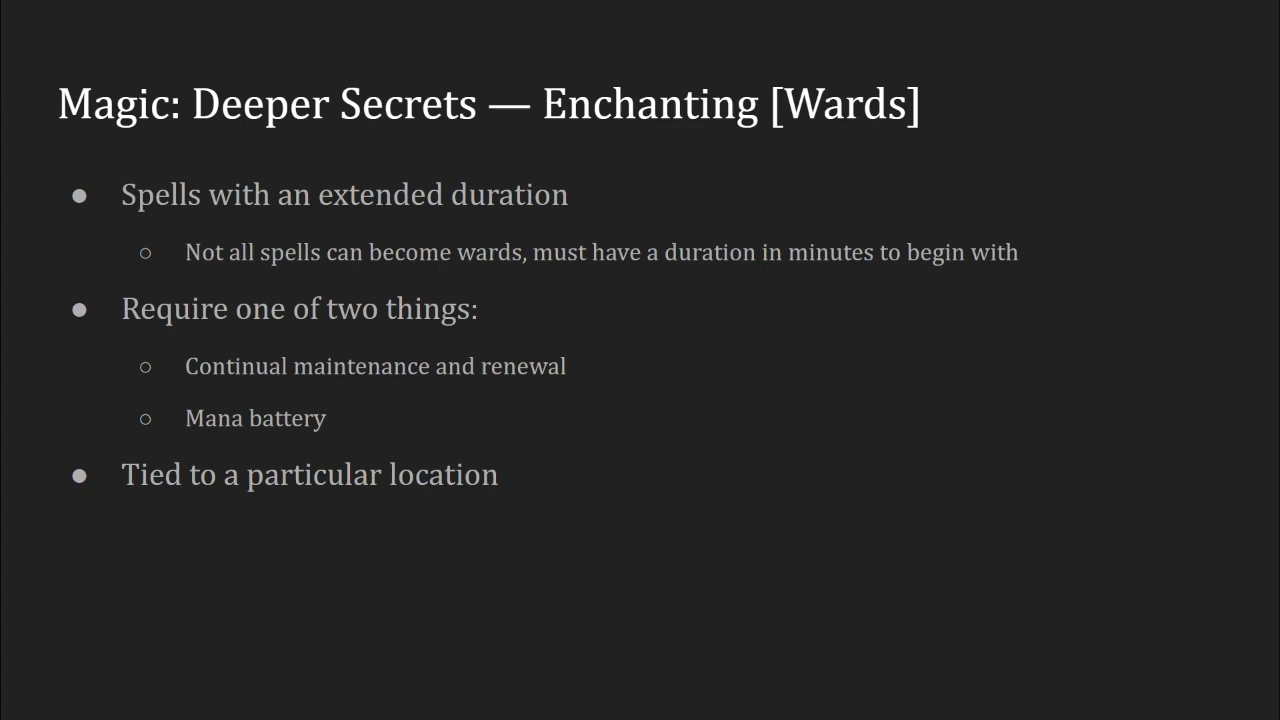 Magic: Deeper Secrets — Enchanting [Wards]
● Spells with an extended duration
○ Not all spells can become wards, must have a duration in minutes to begin with
● Require one of two things:
○ Continual maintenance and renewal
○ Mana battery
● Tied to a particular location